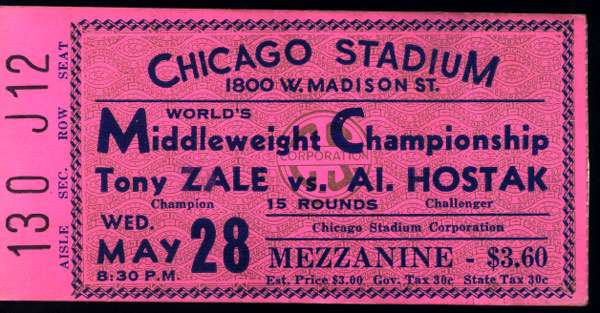 130 J12
AISLE SEC. ROW SEAT
CHICAGO STADIUM
1800 W. MADISON ST.
WORLD'S
Middleweight Championship
CS
CORPORATION
Tony ZALE vs. Al. HOSTAK
Champion 15 ROUNDS Challenger
WED.
MAY 28
8:30 P.M.
Chicago Stadium Corporation
MEZZANINE - $3.60
Est. Price $3.00 Gov. Tax 30c State Tax 30c